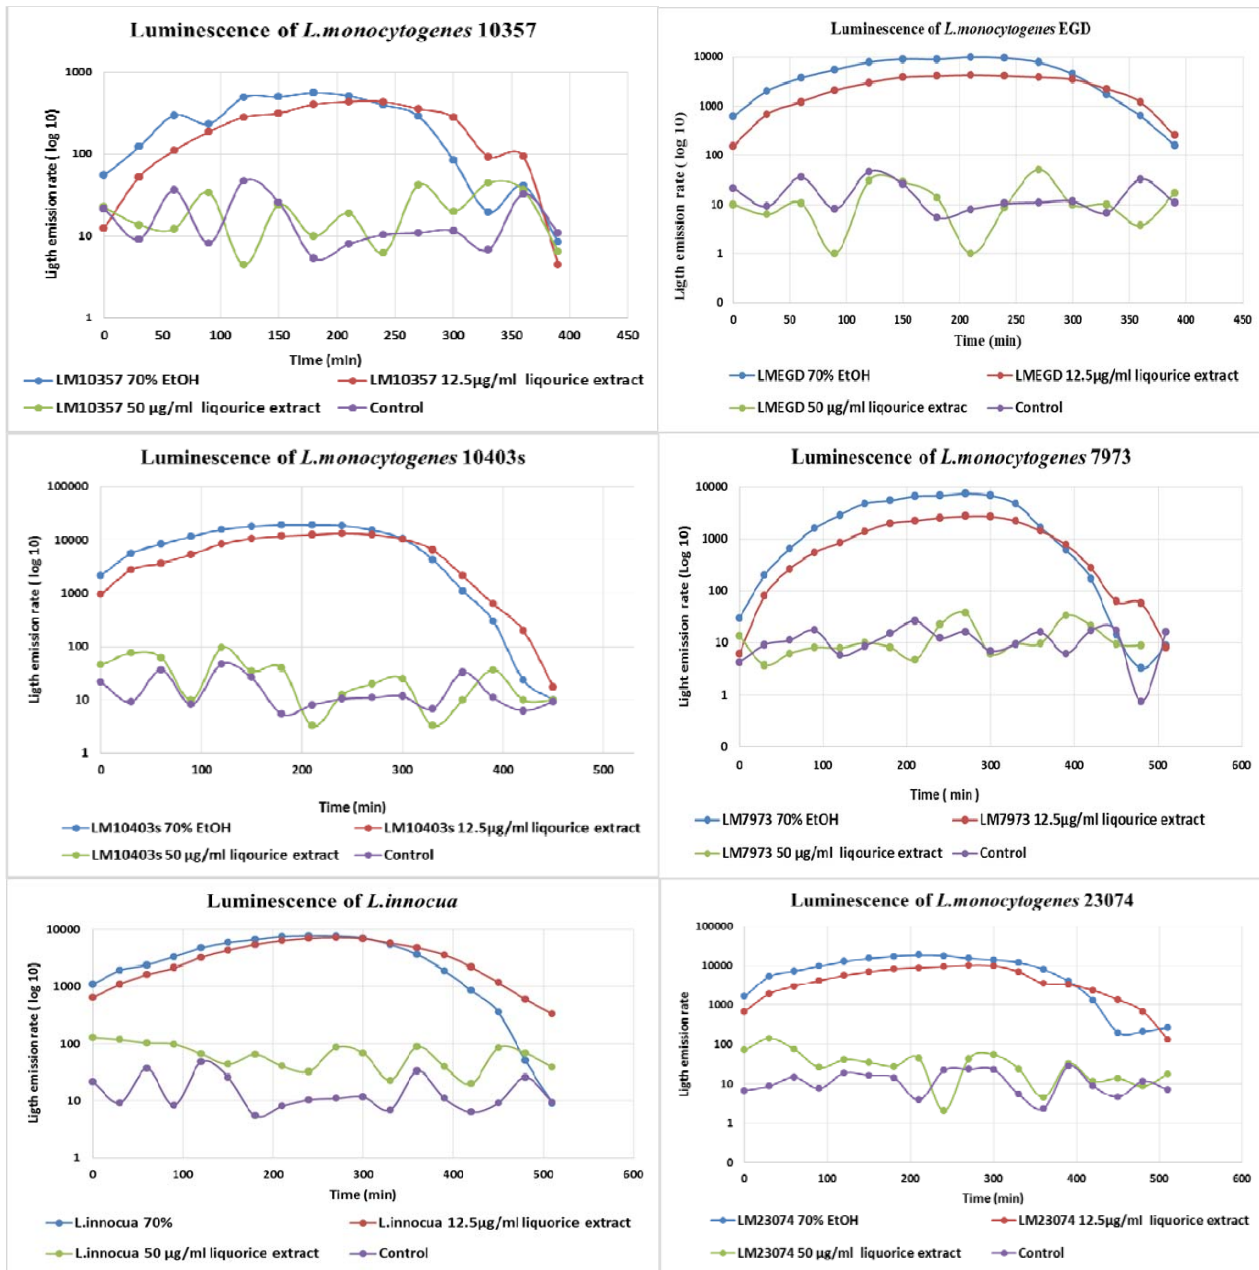 Luminescence of L.monocytogenes 10357
Ligth emission rate ( log 10)
1000
100
10
1
0 50 100 150 200 250 300 350 400 450
Time (min)
LM10357 70% EtOH LM10357 12.5µg/ml liqourice extract
LM10357 50 µg/ml liqourice extract Control
Luminescence of L.monocytogenes EGD
Ligth emission rate ( log 10)
10000
1000
100
10
1
0
0 50 100 150 200 250 300 350 400 450
Time (min)
LMEGD 70% EtOH LMEGD 12.5µg/ml liqourice extract
LMEGD 50 µg/ml liqourice extrac Control
Luminescence of L.monocytogenes 10403s
Ligth emission rate ( log 10)
100000
10000
1000
100
10
1
0 100 200 300 400 500
Time (min)
LM10403s 70% EtOH LM10403s 12.5µg/ml liqourice extract
LM10403s 50 µg/ml liqourice extract Control
Luminescence of L.monocytogenes 7973
Light emission rate (Log 10)
10000
1000
100
10
1
0
0 100 200 300 400 500 600
Time ( min )
LM7973 70% EtOH LM7973 12.5µg/ml liqourice extract
LM7973 50 µg/ml liqourice extract Control
Luminescence of L.innocua
Ligth emission rate ( log 10)
10000
1000
100
10
1
0 100 200 300 400 500 600
Time (min)
L.innocua 70% L.innocua 12.5µg/ml liquorice extract
L.innocua 50 µg/ml liquorice extract Control
Luminescence of L.monocytogenes 23074
Ligth emission rate
100000
10000
1000
100
10
1
0
0 100 200 300 400 500 600
Time (min)
LM23074 70% EtOH LM23074 12.5µg/ml liquorice extract
LM23074 50 µg/ml liquorice extract Control